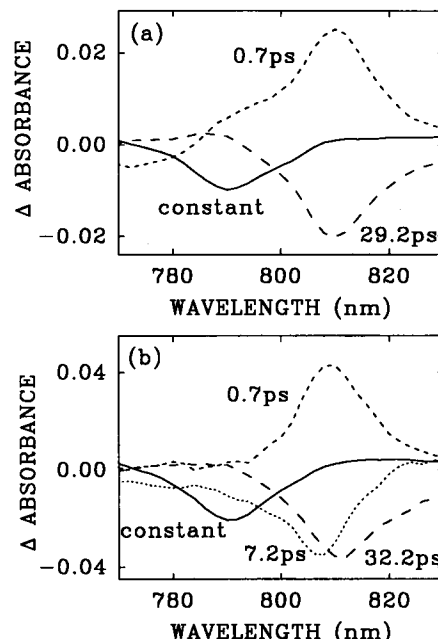 (a)
0.7ps
0.02
0.00
−0.02
Δ ABSORBANCE
constant
29.2ps
780 800 820
WAVELENGTH (nm)
(b)
0.7ps
0.04
0.00
−0.04
Δ ABSORBANCE
constant
7.2ps
32.2ps
780 800 820
WAVELENGTH (nm)